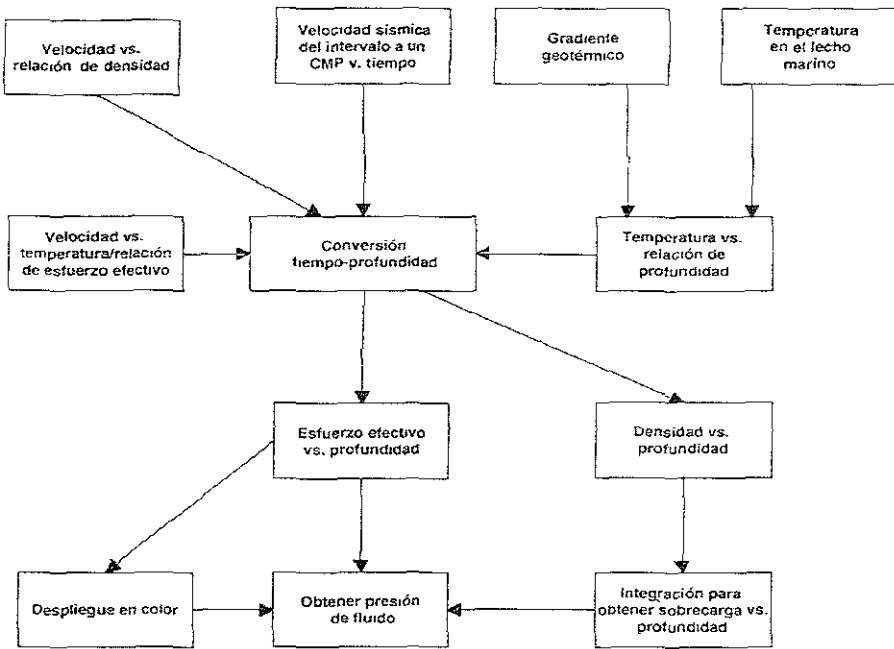 Velocidad vs.
relación de densidad
Velocidad sísmica
del intervalo a un
CMP v. tiempo
Gradiente
geotérmico
Temperatura
en el lecho
marino
Velocidad vs.
temperatura/relación
de esfuerzo efectivo
Conversión
tiempo-profundidad
Temperatura vs.
relación de
profundidad
Esfuerzo efectivo
vs. profundidad
Densidad vs.
profundidad
Despliegue en color
Obtener presión
de fluido
Integración para
obtener sobrecarga vs.
profundidad